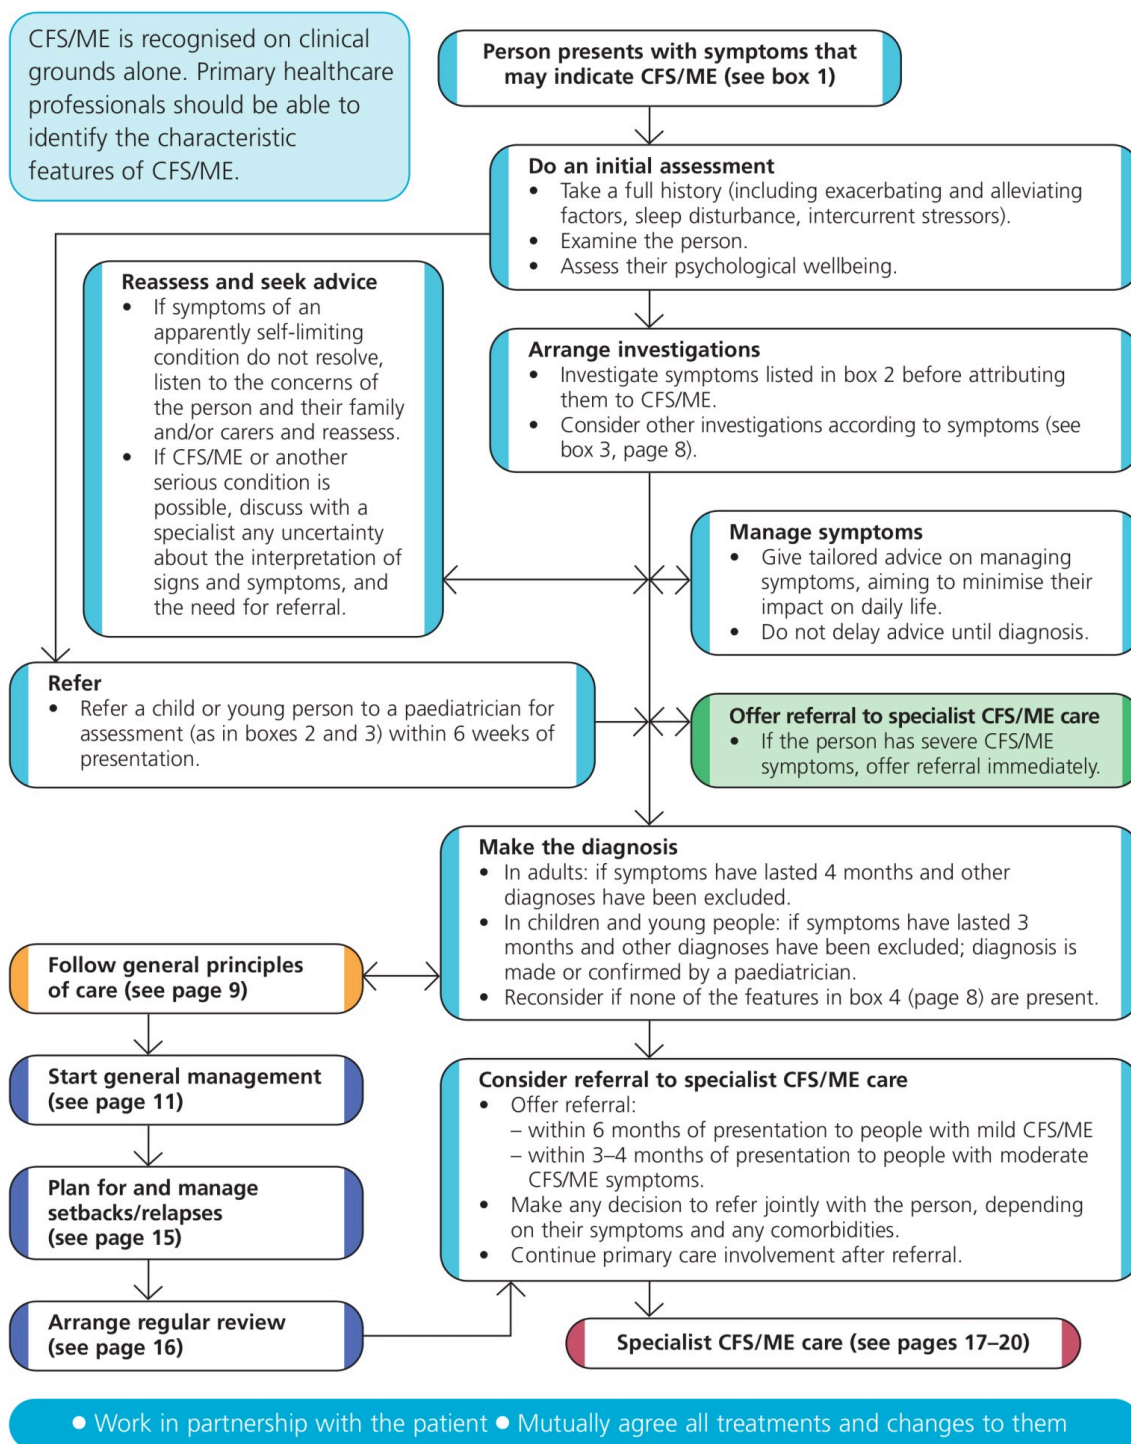 CFS/ME is recognised on clinical
grounds alone. Primary healthcare
professionals should be able to
identify the characteristic
features of CFS/ME.
Person presents with symptoms that
may indicate CFS/ME (see box 1)
Do an initial assessment
• Take a full history (including exacerbating and alleviating
factors, sleep disturbance, intercurrent stressors).
• Examine the person.
• Assess their psychological wellbeing.
Reassess and seek advice
• If symptoms of an
apparently self-limiting
condition do not resolve,
listen to the concerns of
the person and their family
and/or carers and reassess.
• If CFS/ME or another
serious condition is
possible, discuss with a
specialist any uncertainty
about the interpretation of
signs and symptoms, and
the need for referral.
Arrange investigations
• Investigate symptoms listed in box 2 before attributing
them to CFS/ME.
• Consider other investigations according to symptoms (see
box 3, page 8).
Manage symptoms
• Give tailored advice on managing
symptoms, aiming to minimise their
impact on daily life.
• Do not delay advice until diagnosis.
Refer
• Refer a child or young person to a paediatrician for
assessment (as in boxes 2 and 3) within 6 weeks of
presentation.
Offer referral to specialist CFS/ME care
• If the person has severe CFS/ME
symptoms, offer referral immediately.
Make the diagnosis
• In adults: if symptoms have lasted 4 months and other
diagnoses have been excluded.
• In children and young people: if symptoms have lasted 3
months and other diagnoses have been excluded; diagnosis is
made or confirmed by a paediatrician.
• Reconsider if none of the features in box 4 (page 8) are present.
Follow general principles
of care (see page 9)
Start general management
(see page 11)
Plan for and manage
setbacks/relapses
(see page 15)
Arrange regular review
(see page 16)
Consider referral to specialist CFS/ME care
• Offer referral:
– within 6 months of presentation to people with mild CFS/ME
– within 3–4 months of presentation to people with moderate
CFS/ME symptoms.
• Make any decision to refer jointly with the person, depending
on their symptoms and any comorbidities.
• Continue primary care involvement after referral.
Specialist CFS/ME care (see pages 17–20)
● Work in partnership with the patient ● Mutually agree all treatments and changes to them